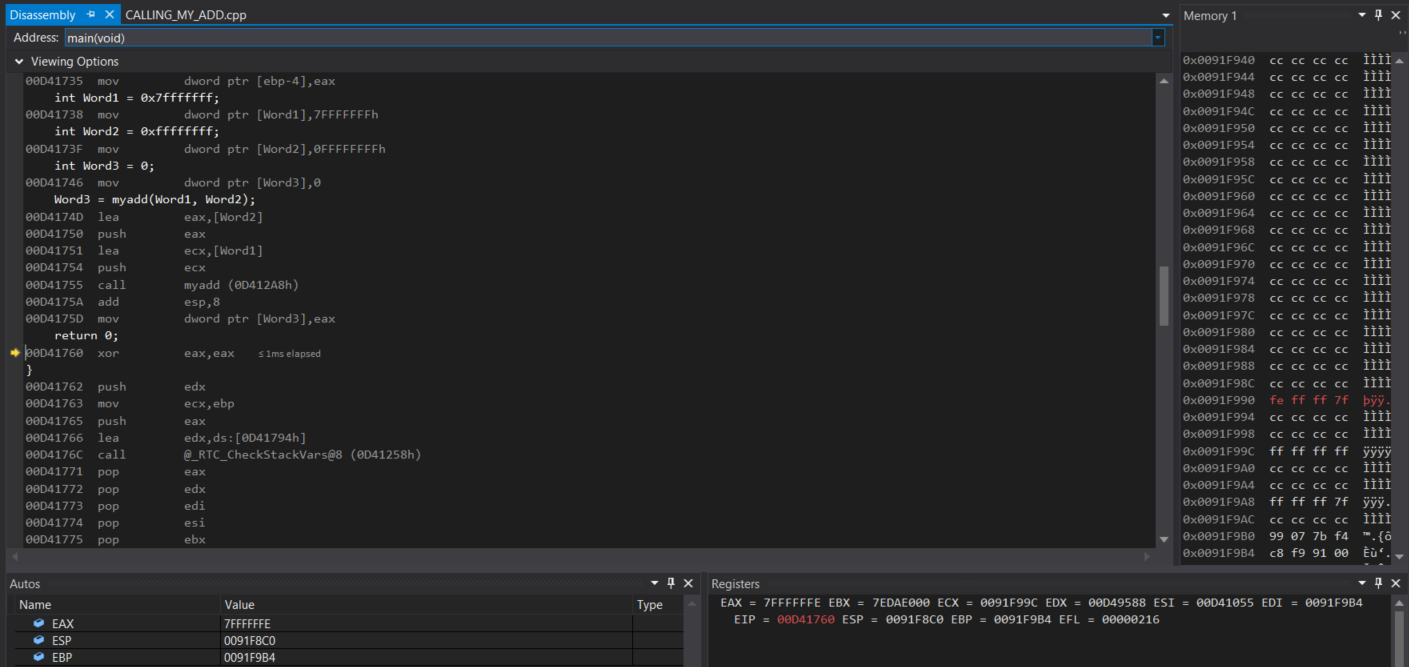 Disassembly CALLING_MY_ADD.cpp
Address: main(void)
Viewing Options
00D41735 mov dword ptr [ebp-4],eax
int Word1 = 0x7fffffff;
00D41738 mov dword ptr [Word1],7FFFFFFFh
int Word2 = 0xffffffff;
00D4173F mov dword ptr [Word2],0FFFFFFFFh
int Word3 = 0;
00D41746 mov dword ptr [Word3],0
Word3 = myadd(Word1, Word2);
00D4174D lea eax,[Word2]
00D41750 push eax
00D41751 lea ecx,[Word1]
00D41754 push ecx
00D41755 call myadd (0D412A8h)
00D4175A add esp,8
00D4175D mov dword ptr [Word3],eax
return 0;
00D41760 xor eax,eax ≤ 1ms elapsed
}
00D41762 push edx
00D41763 mov ecx,ebp
00D41765 push eax
00D41766 lea edx,ds:[0D41794h]
00D4176C call @_RTC_CheckStackVars@8 (0D41258h)
00D41771 pop eax
00D41772 pop edx
00D41773 pop edi
00D41774 pop esi
00D41775 pop ebx
Memory 1
0x0091F940 cc cc cc cc ÌÌÌÌ
0x0091F944 cc cc cc cc ÌÌÌÌ
0x0091F948 cc cc cc cc ÌÌÌÌ
0x0091F94C cc cc cc cc ÌÌÌÌ
0x0091F950 cc cc cc cc ÌÌÌÌ
0x0091F954 cc cc cc cc ÌÌÌÌ
0x0091F958 cc cc cc cc ÌÌÌÌ
0x0091F95C cc cc cc cc ÌÌÌÌ
0x0091F960 cc cc cc cc ÌÌÌÌ
0x0091F964 cc cc cc cc ÌÌÌÌ
0x0091F968 cc cc cc cc ÌÌÌÌ
0x0091F96C cc cc cc cc ÌÌÌÌ
0x0091F970 cc cc cc cc ÌÌÌÌ
0x0091F974 cc cc cc cc ÌÌÌÌ
0x0091F978 cc cc cc cc ÌÌÌÌ
0x0091F97C cc cc cc cc ÌÌÌÌ
0x0091F980 cc cc cc cc ÌÌÌÌ
0x0091F984 cc cc cc cc ÌÌÌÌ
0x0091F988 cc cc cc cc ÌÌÌÌ
0x0091F98C cc cc cc cc ÌÌÌÌ
0x0091F990 fe ff ff 7f þÿÿ.
0x0091F994 cc cc cc cc ÌÌÌÌ
0x0091F998 cc cc cc cc ÌÌÌÌ
0x0091F99C ff ff ff ff ÿÿÿÿ
0x0091F9A0 cc cc cc cc ÌÌÌÌ
0x0091F9A4 cc cc cc cc ÌÌÌÌ
0x0091F9A8 ff ff ff 7f ÿÿÿ.
0x0091F9AC cc cc cc cc ÌÌÌÌ
0x0091F9B0 99 07 7b f4 ™.{ô
0x0091F9B4 c8 f9 91 00 Èù‘.
Autos
Name Value Type
EAX 7FFFFFFE
ESP 0091F8C0
EBP 0091F9B4
Registers
EAX = 7FFFFFFE EBX = 7EDAE000 ECX = 0091F99C EDX = 00D49588 ESI = 00D41055 EDI = 0091F9B4
EIP = 00D41760 ESP = 0091F8C0 EBP = 0091F9B4 EFL = 00000216